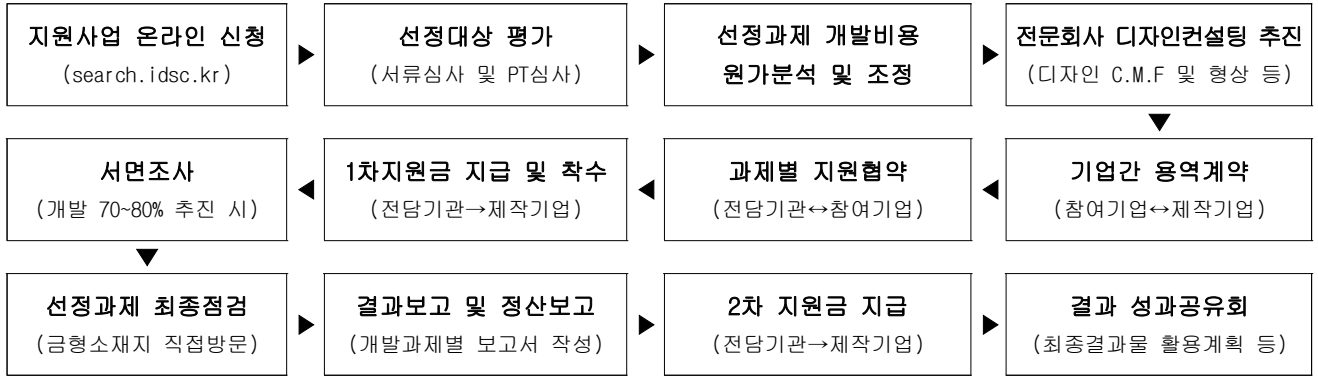 지원사업 온라인 신청
(search.idsc.kr)
선정대상 평가
(서류심사 및 PT심사)
선정과제 개발비용
원가분석 및 조정
전문회사 디자인컨설팅 추진
(디자인 C.M.F 및 형상 등)
기업간 용역계약
(참여기업↔제작기업)
과제별 지원협약
(전담기관↔참여기업)
1차지원금 지급 및 착수
(전담기관→제작기업)
서면조사
(개발 70~80% 추진 시)
선정과제 최종점검
(금형소재지 직접방문)
결과보고 및 정산보고
(개발과제별 보고서 작성)
2차 지원금 지급
(전담기관→제작기업)
결과 성과공유회
(최종결과물 활용계획 등)